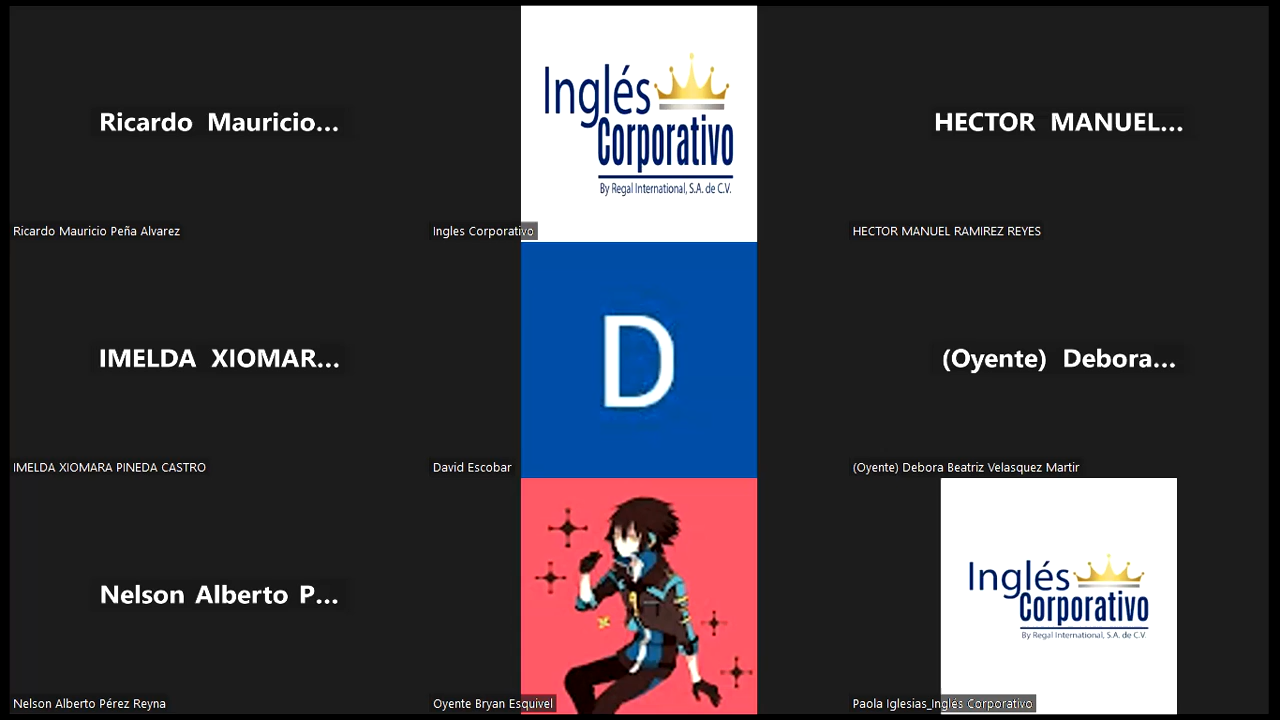 Ricardo Mauricio...
Ricardo Mauricio Peña Alvarez
Inglés
Corporativo
By Regal International, S.A. de C.V.
Ingles Corporativo
HECTOR MANUEL...
HECTOR MANUEL RAMIREZ REYES
IMELDA XIOMAR...
IMELDA XIOMARA PINEDA CASTRO
D
David Escobar
(Oyente) Debora...
(Oyente) Debora Beatriz Velasquez Martir
Nelson Alberto P...
Nelson Alberto Pérez Reyna
Oyente Bryan Esquivel
Inglés
Corporativo
By Regal International, S.A. de C.V.
Paola Iglesias_Inglés Corporativo